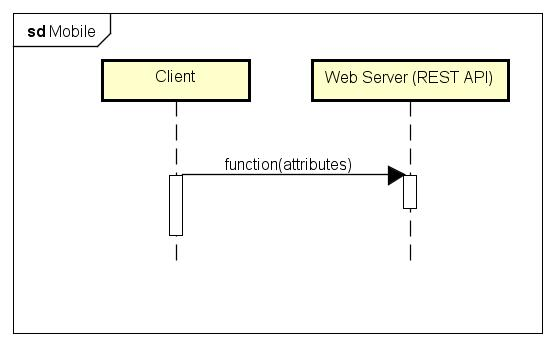 sd Mobile
Client
Web Server (REST API)
function(attributes)